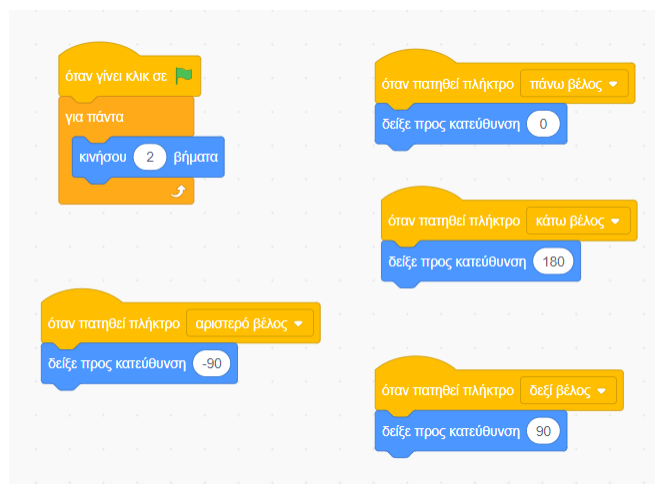 όταν γίνει κλικ σε
για πάντα
κινήσου 2 βήματα
όταν πατηθεί πλήκτρο πάνω βέλος
δείξε προς κατεύθυνση 0
όταν πατηθεί πλήκτρο κάτω βέλος
δείξε προς κατεύθυνση 180
όταν πατηθεί πλήκτρο αριστερό βέλος
δείξε προς κατεύθυνση -90
όταν πατηθεί πλήκτρο δεξί βέλος
δείξε προς κατεύθυνση 90